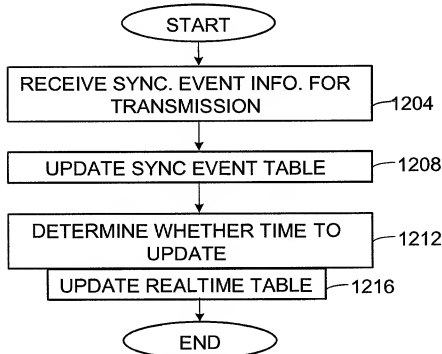 START
RECEIVE SYNC. EVENT INFO. FOR
TRANSMISSION
1204
UPDATE SYNC EVENT TABLE
1208
DETERMINE WHETHER TIME TO
UPDATE
1212
UPDATE REALTIME TABLE
1216
END